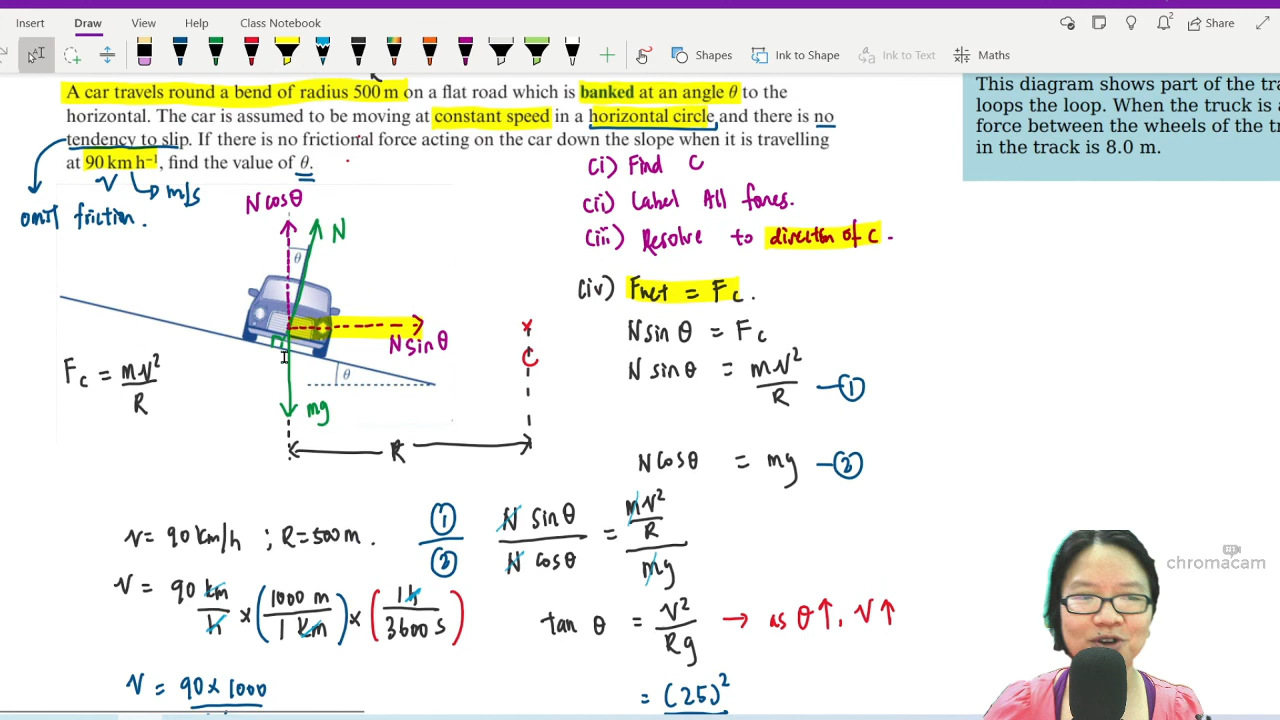 Insert Draw View Help Class Notebook
Share
Shapes Ink to Shape Ink to Text Maths
A car travels round a bend of radius 500 m on a flat road which is banked at an angle θ to the
horizontal. The car is assumed to be moving at constant speed in a horizontal circle and there is no
tendency to slip. If there is no frictional force acting on the car down the slope when it is travelling
at 90 km h⁻¹, find the value of θ.
This diagram shows part of the tra
loops the loop. When the truck is a
force between the wheels of the tr
in the track is 8.0 m.
V
m/s
omit friction.
(i) Find C
(ii) Label All forces.
(iii) Resolve to direction of C.
(iv) Fnet = Fc.
N sin θ = Fc
N sin θ = mv²/R —①
N cos θ = mg —②
N cos θ
N
θ
N sin θ
C
θ
mg
R
Fc = mv²/R
v = 90 km/h ; R = 500 m.
v = 90 km/h × (1000 m/1 km) × (1h/3600 s)
v = 90 × 1000
①/② N sin θ/N cos θ = mv²/R/mg
tan θ = v²/Rg → as θ↑, v↑
= (25)²
chromacam